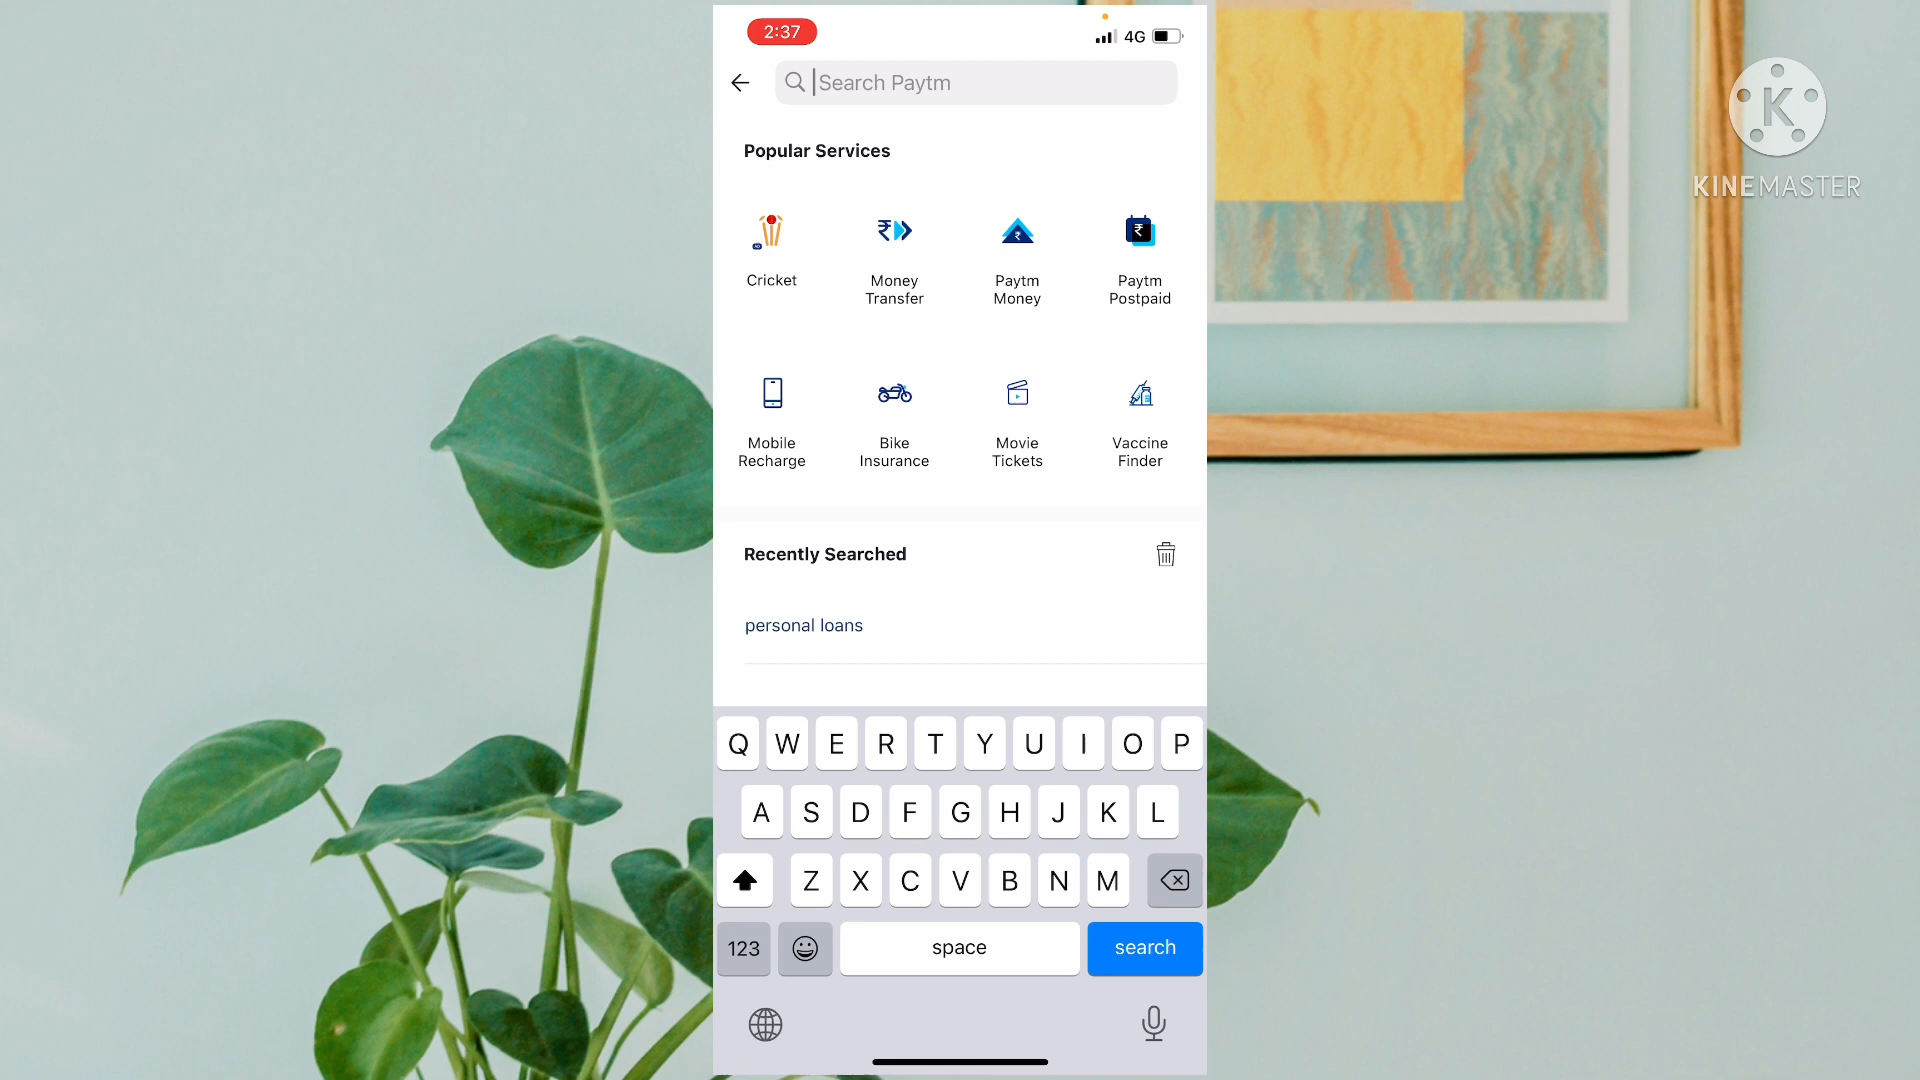 2:37
4G
Search Paytm
Popular Services
Cricket
Money Transfer
Paytm Money
Paytm Postpaid
Mobile Recharge
Bike Insurance
Movie Tickets
Vaccine Finder
Recently Searched
personal loans
Q W E R T Y U I O P
A S D F G H J K L
Z X C V B N M
123
space
search
K
KINEMASTER